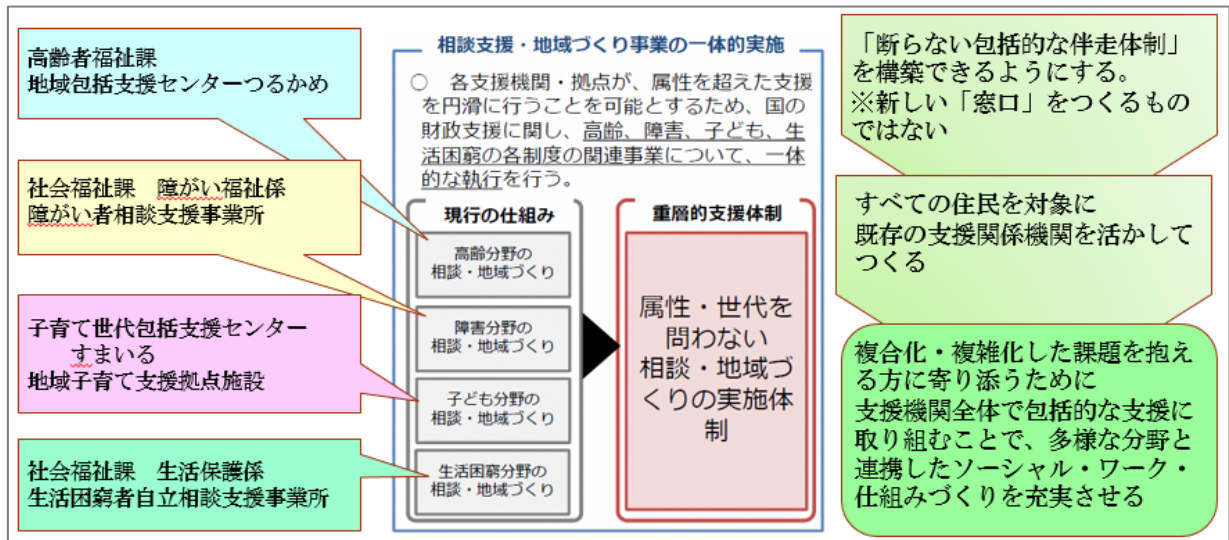 高齢者福祉課
地域包括支援センターつるかめ
社会福祉課　障がい福祉係
障がい者相談支援事業所
子育て世代包括支援センター
すまいる
地域子育て支援拠点施設
社会福祉課　生活保護係
生活困窮者自立相談支援事業所
相談支援・地域づくり事業の一体的実施
○　各支援機関・拠点が、属性を超えた支援
を円滑に行うことを可能とするため、国の
財政支援に関し、高齢、障害、子ども、生
活困窮の各制度の関連事業について、一体
的な執行を行う。
現行の仕組み
高齢分野の
相談・地域づくり
障害分野の
相談・地域づくり
子ども分野の
相談・地域づくり
生活困窮分野の
相談・地域づくり
重層的支援体制
属性・世代を
問わない
相談・地域づ
くりの実施体
制
「断らない包括的な伴走体制」
を構築できるようにする。
※新しい「窓口」をつくるもの
ではない
すべての住民を対象に
既存の支援関係機関を活かして
つくる
複合化・複雑化した課題を抱え
る方に寄り添うために
支援機関全体で包括的な支援に
取り組むことで、多様な分野と
連携したソーシャル・ワーク・
仕組みづくりを充実させる